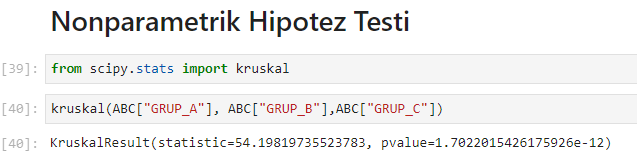 Nonparametrik Hipotez Testi
[39]: from scipy.stats import kruskal
[40]: kruskal(ABC["GRUP_A"], ABC["GRUP_B"],ABC["GRUP_C"])
[40]: KruskalResult(statistic=54.19819735523783, pvalue=1.7022015426175926e-12)